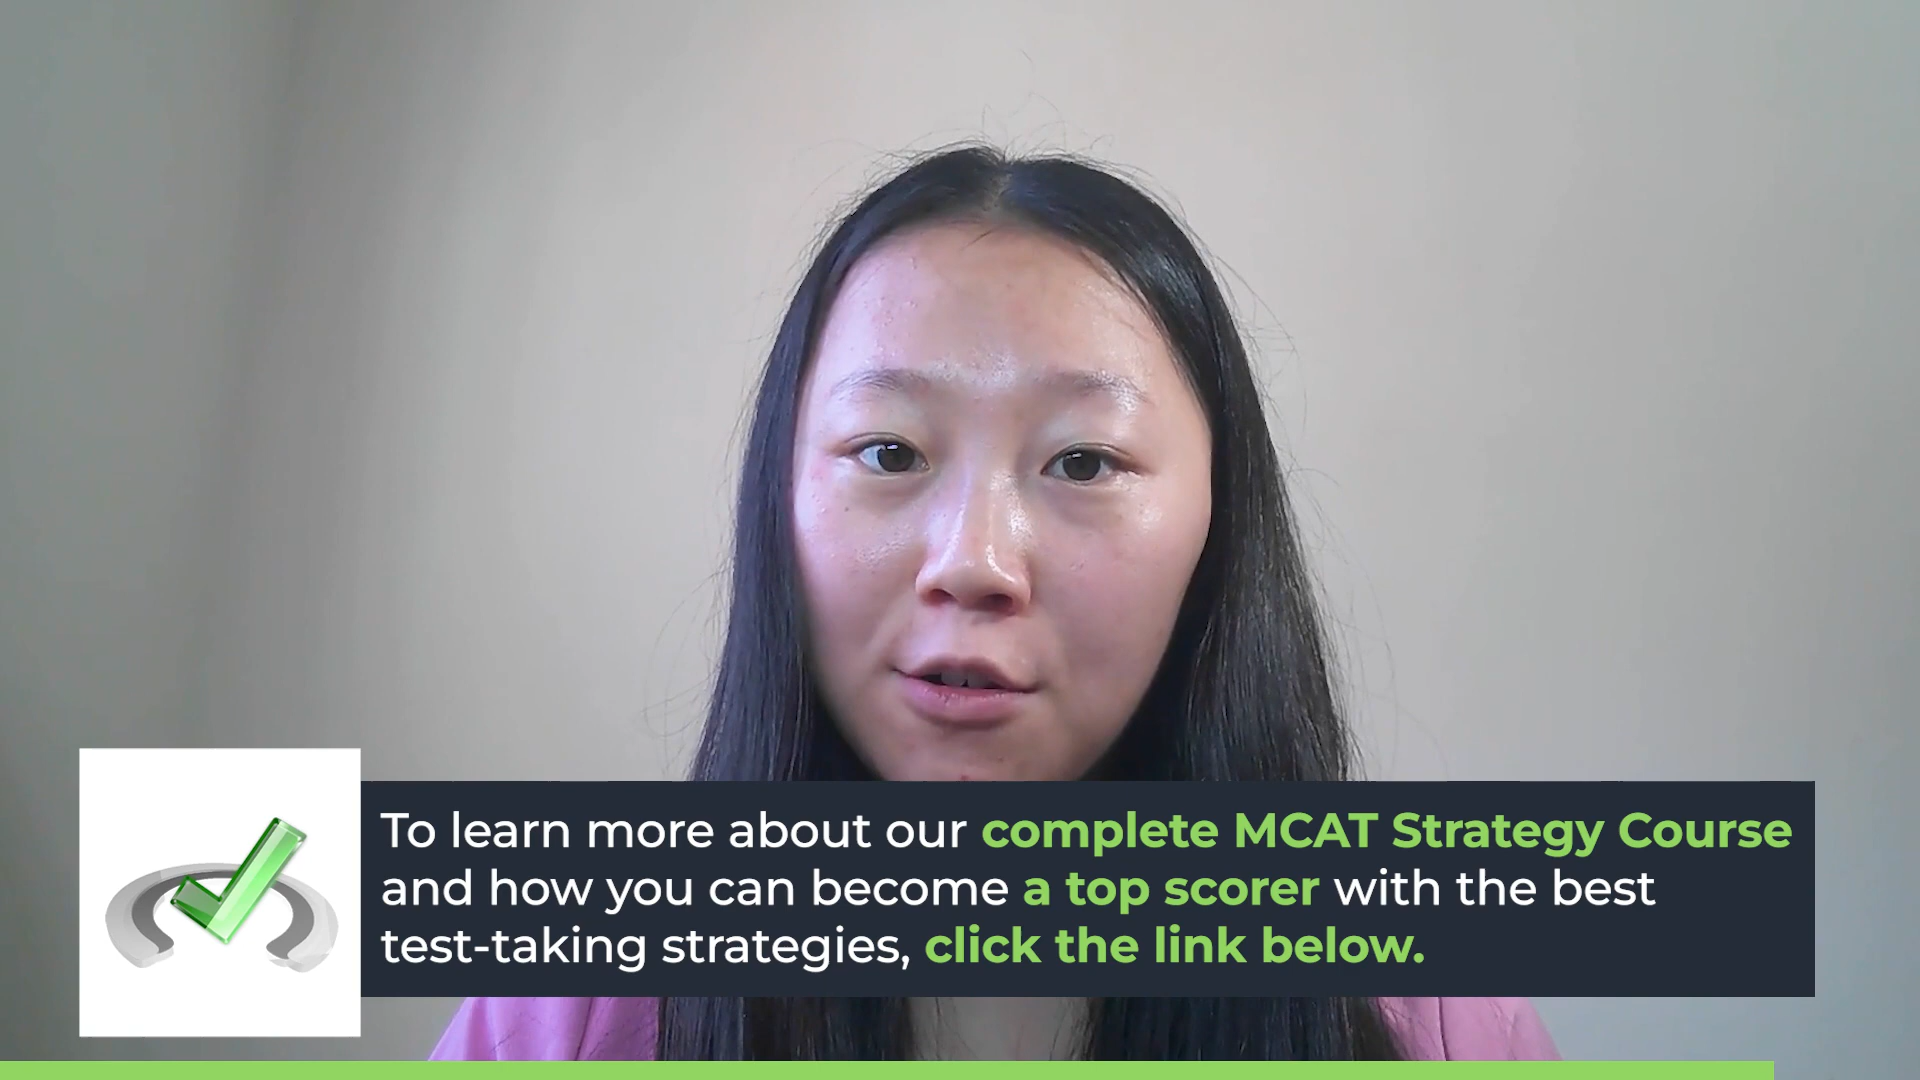 To learn more about our complete MCAT Strategy Course
and how you can become a top scorer with the best
test-taking strategies, click the link below.